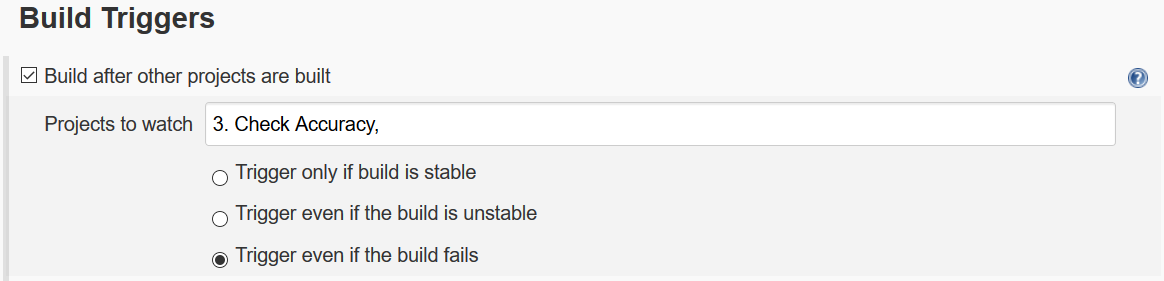 Build Triggers
Build after other projects are built
?
Projects to watch 3. Check Accuracy,
Trigger only if build is stable
Trigger even if the build is unstable
Trigger even if the build fails